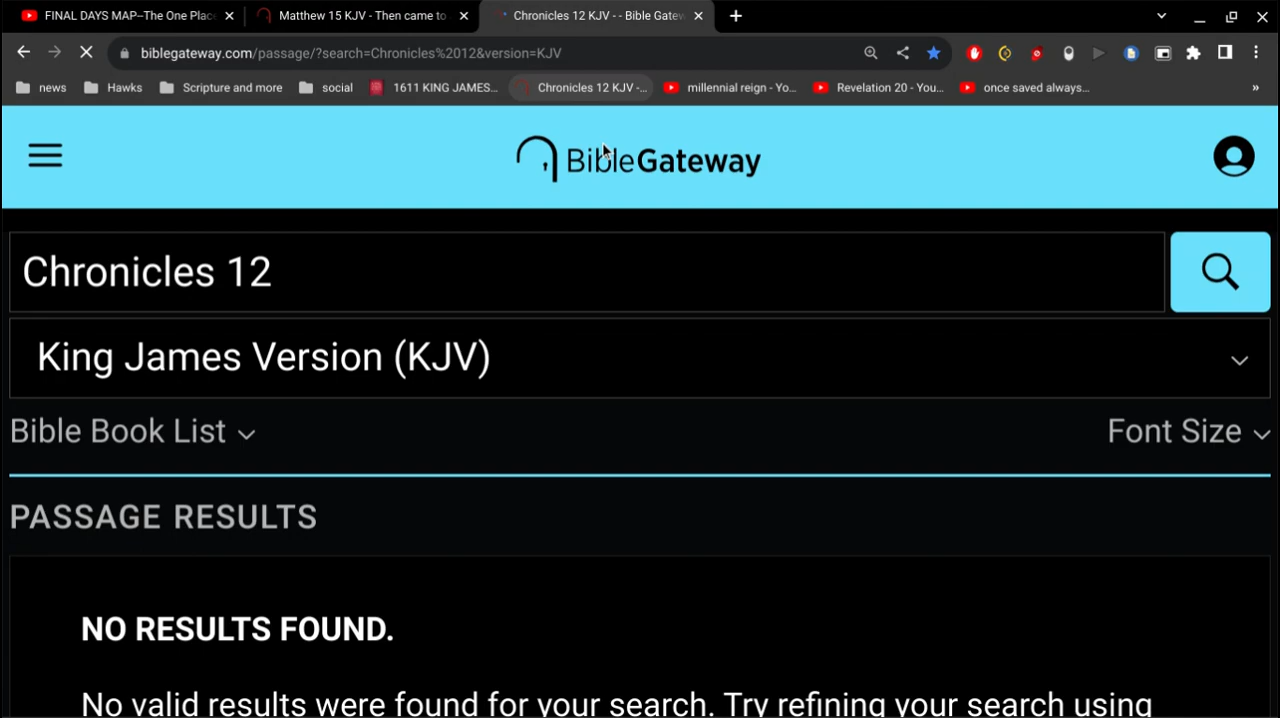 FINAL DAYS MAP--The One Plac
Matthew 15 KJV - Then came to
Chronicles 12 KJV - - Bible Gatew
biblegateway.com/passage/?search=Chronicles%2012&version=KJV
news
Hawks
Scripture and more
social
1611 KING JAMES...
Chronicles 12 KJV -...
millennial reign - Yo...
Revelation 20 - You...
once saved always...
»
BibleGateway
Chronicles 12
King James Version (KJV)
Bible Book List
Font Size
PASSAGE RESULTS
NO RESULTS FOUND.
No valid results were found for your search. Try refining your search using